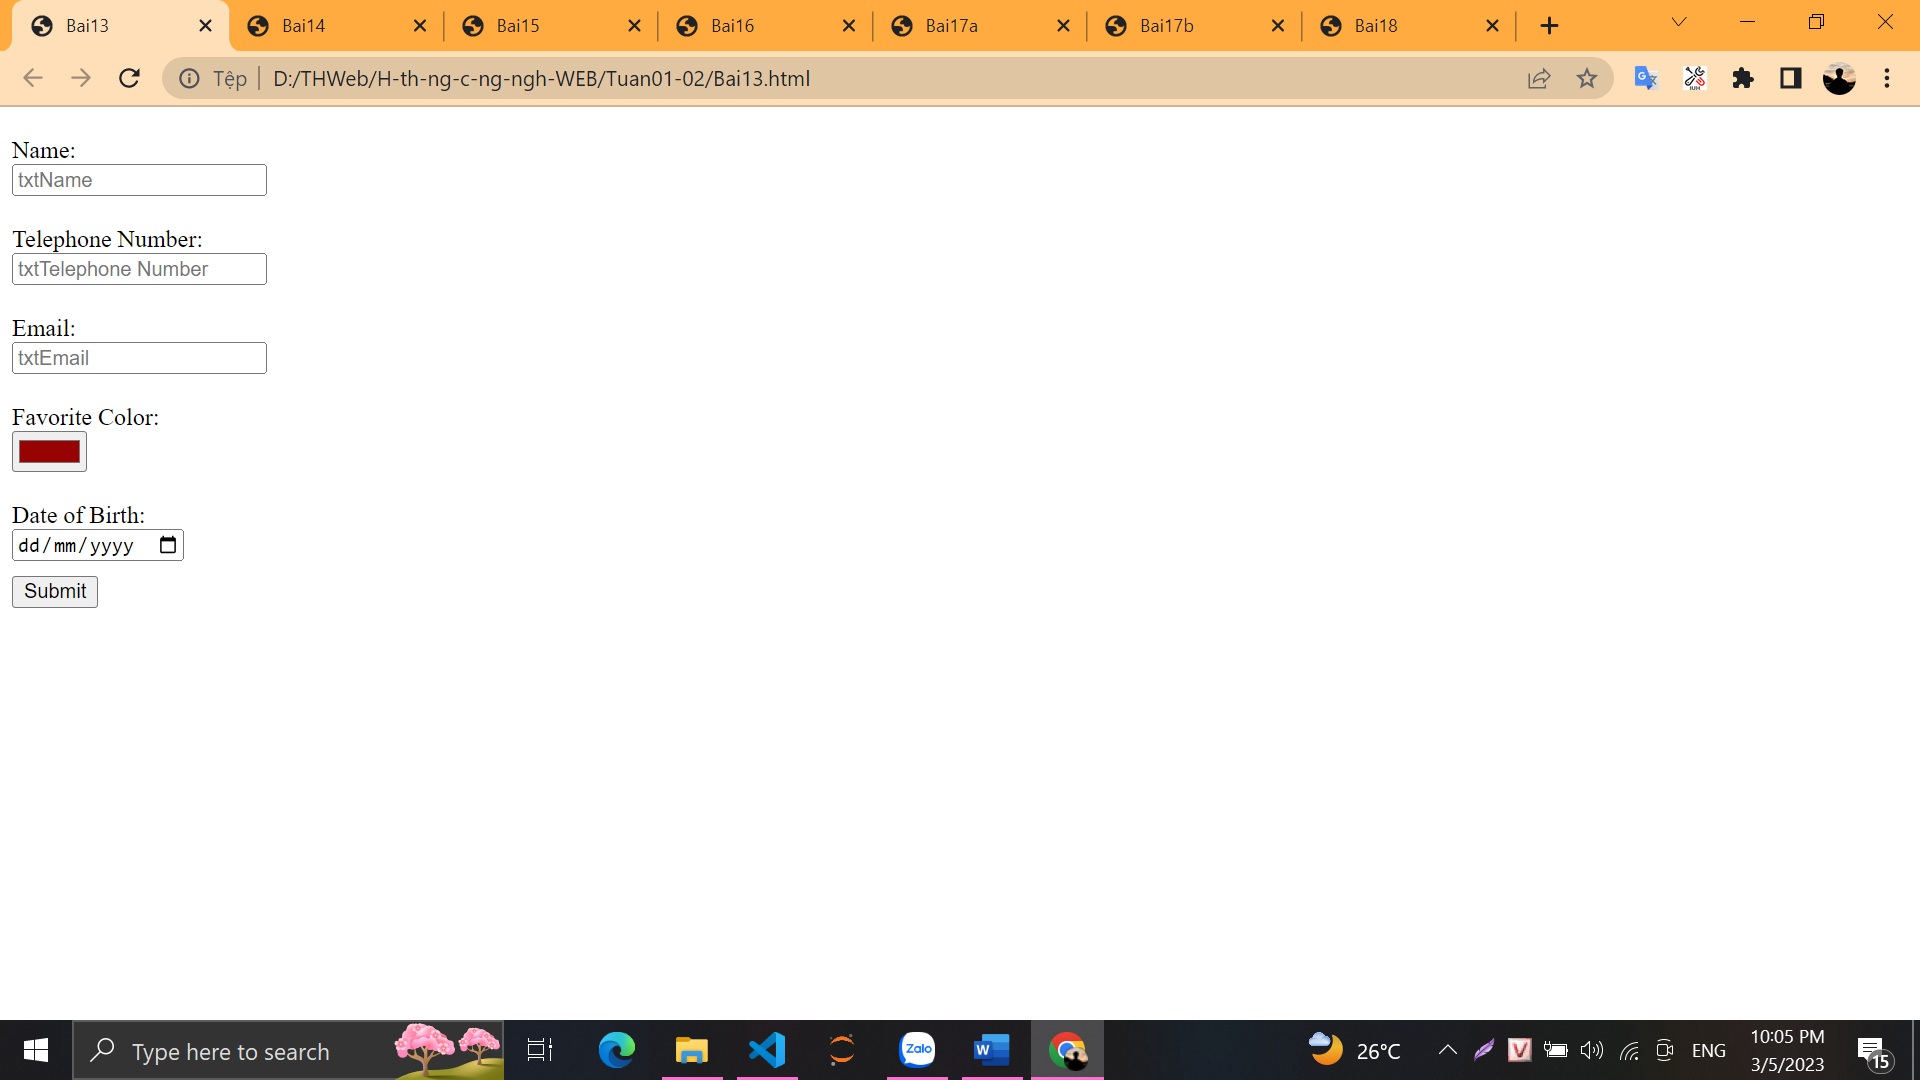 Bai13 Bai14 Bai15 Bai16 Bai17a Bai17b Bai18
Tệp D:/THWeb/H-th-ng-c-ng-ngh-WEB/Tuan01-02/Bai13.html
Name:
txtName
Telephone Number:
txtTelephone Number
Email:
txtEmail
Favorite Color:
Date of Birth:
dd/mm/yyyy
Submit
Type here to search
Zalo
W
26°C
V
ENG
10:05 PM
3/5/2023
15